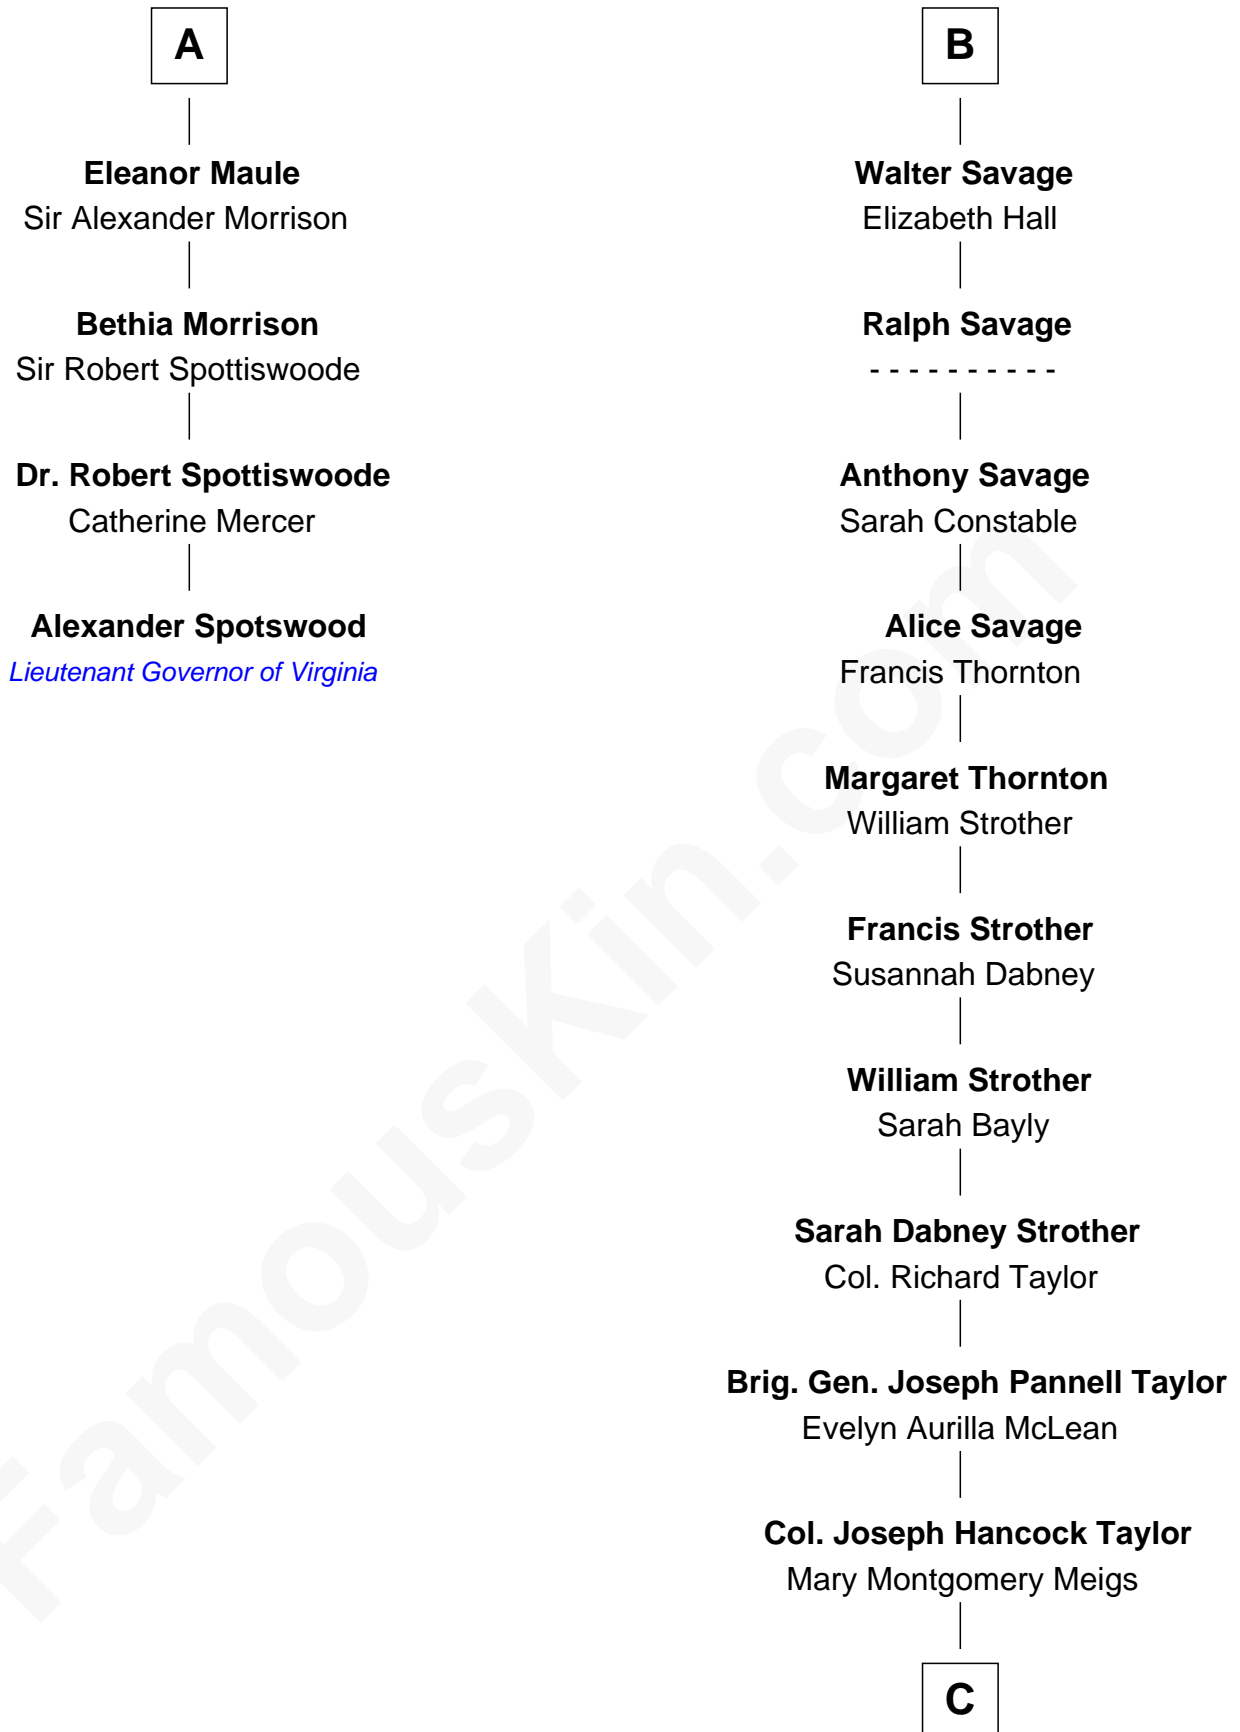 A
Eleanor Maule
Sir Alexander Morrison
Bethia Morrison
Sir Robert Spottiswoode
Dr. Robert Spottiswoode
Catherine Mercer
Alexander Spotswood
Lieutenant Governor of Virginia
B
Walter Savage
Elizabeth Hall
Ralph Savage
- - - - - - - - - -
Anthony Savage
Sarah Constable
Alice Savage
Francis Thornton
Margaret Thornton
William Strother
Francis Strother
Susannah Dabney
William Strother
Sarah Bayly
Sarah Dabney Strother
Col. Richard Taylor
Brig. Gen. Joseph Pannell Taylor
Evelyn Aurilla McLean
Col. Joseph Hancock Taylor
Mary Montgomery Meigs
C
FamousKin.com